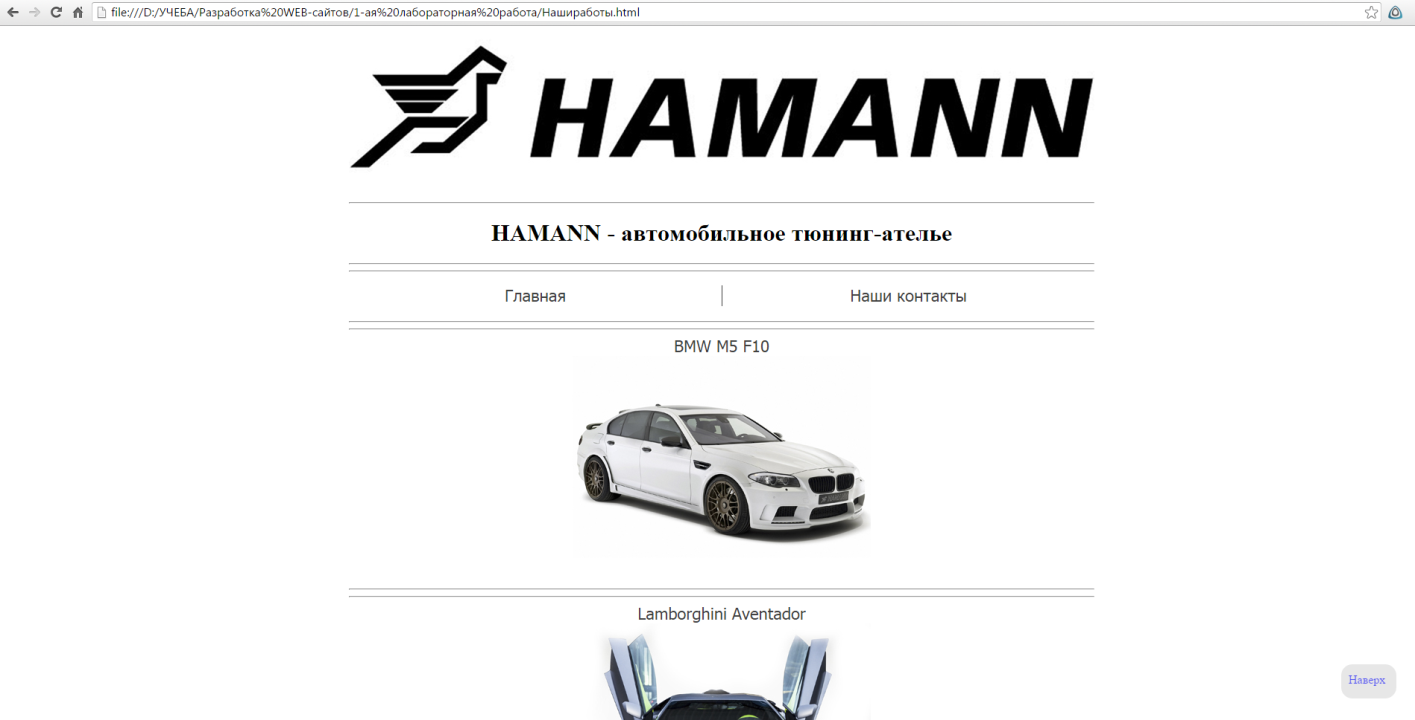 file:///D:/УЧЕБА/Разработка%20WEB-сайтов/1-ая%20лабораторная%20работа/Нашиработы.html
HAMANN
HAMANN - автомобильное тюнинг-ателье
Главная
Наши контакты
BMW M5 F10
Lamborghini Aventador
Наверх